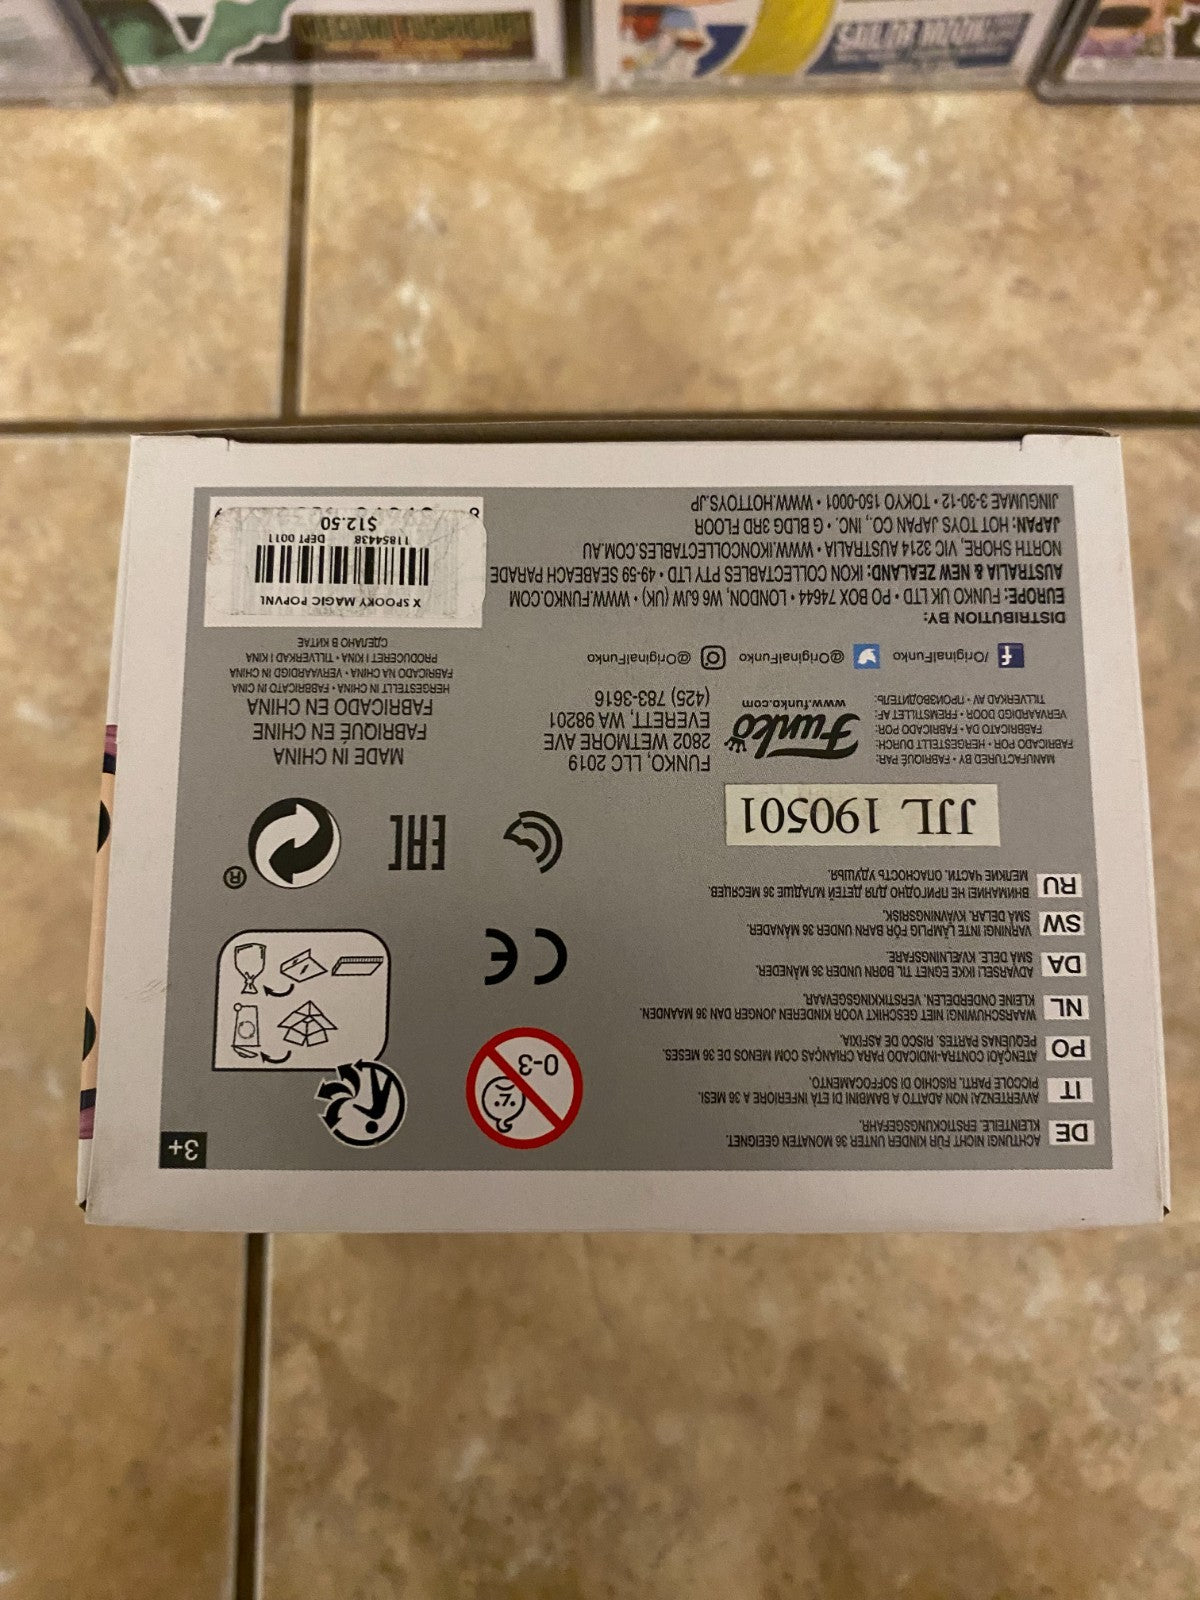 SAILOR MOON
DE
ACHTUNG! NICHT FÜR KINDER UNTER 36 MONATEN GEEIGNET.
KLEINTEILE. ERSTICKUNGSGEFAHR.
IT
AVVERTENZA! NON ADATTO A BAMBINI DI ETÀ INFERIORE A 36 MESI.
PICCOLE PARTI. RISCHIO DI SOFFOCAMENTO.
PO
ATENÇÃO! CONTRA-INDICADO PARA CRIANÇAS COM MENOS DE 36 MESES.
PEQUENAS PARTES. RISCO DE ASFIXIA.
NL
WAARSCHUWING! NIET GESCHIKT VOOR KINDEREN JONGER DAN 36 MAANDEN.
KLEINE ONDERDELEN. VERSTIKKINGSGEVAAR.
DA
ADVARSEL! IKKE EGNET TIL BØRN UNDER 36 MÅNEDER.
SMÅ DELE. KVÆLNINGSFARE.
SW
VARNING! INTE LÄMPLIG FÖR BARN UNDER 36 MÅNADER.
SMÅ DELAR. KVÄVNINGSRISK.
RU
ВНИМАНИЕ! НЕ ПРИГОДНО ДЛЯ ДЕТЕЙ МЛАДШЕ 36 МЕСЯЦЕВ.
МЕЛКИЕ ЧАСТИ. ОПАСНОСТЬ УДУШЬЯ.
3+
0-3
CE
EAC
®
JJL 190501
MANUFACTURED BY • FABRIQUÉ PAR:
FABRICADO POR • HERGESTELLT DURCH:
FABBRICATO DA • FABRICADO POR:
VERVAARDIGD DOOR • FREMSTILLET AF:
TILLVERKAD AV • ПРОИЗВОДИТЕЛЬ:
Funko
www.funko.com
FUNKO, LLC 2019
2802 WETMORE AVE
EVERETT, WA 98201
(425) 783-3616
MADE IN CHINA
FABRIQUÉ EN CHINE
FABRICADO EN CHINA
HERGESTELLT IN CHINA • FABBRICATO IN CINA
FABRICADO NA CHINA • VERVAARDIGD IN CHINA
PRODUCERET I KINA • TILLVERKAD I KINA
СДЕЛАНО В КИТАЕ
/OriginalFunko
@OriginalFunko
@OriginalFunko
DISTRIBUTION BY:
EUROPE: FUNKO UK LTD • PO BOX 74644 • LONDON, W6 6JW (UK) • WWW.FUNKO.COM
AUSTRALIA & NEW ZEALAND: IKON COLLECTABLES PTY LTD • 49-59 SEABEACH PARADE
NORTH SHORE, VIC 3214 AUSTRALIA • WWW.IKONCOLLECTABLES.COM.AU
JAPAN: HOT TOYS JAPAN CO., INC. • G BLDG 3RD FLOOR
JINGUMAE 3-30-12 • TOKYO 150-0001 • WWW.HOTTOYS.JP
X SPOOKY MAGIC POPVNL
11854438 DEPT 0011
$12.50